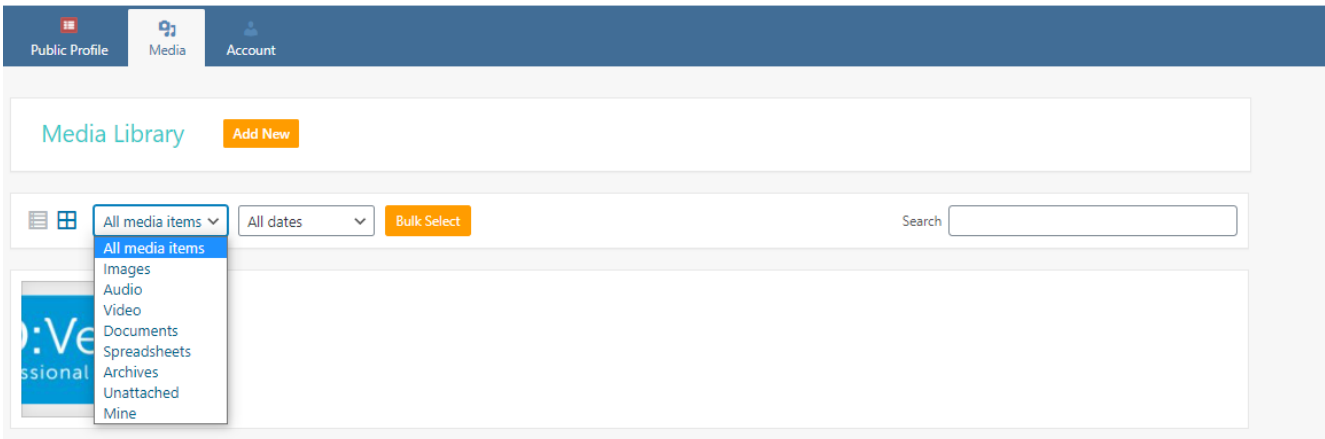 Public Profile
Media
Account
Media Library
Add New
All media items
All dates
Bulk Select
Search
All media items
Images
Audio
Video
Documents
Spreadsheets
Archives
Unattached
Mine
:Ve
ssional